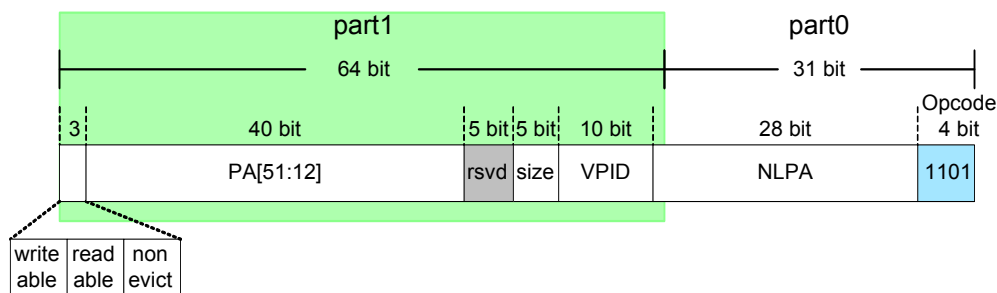 part1 part0
64 bit 31 bit
Opcode
3 40 bit 5 bit 5 bit 10 bit 28 bit 4 bit
PA[51:12] rsvd size VPID NLPA 1101
write read non
able able evict